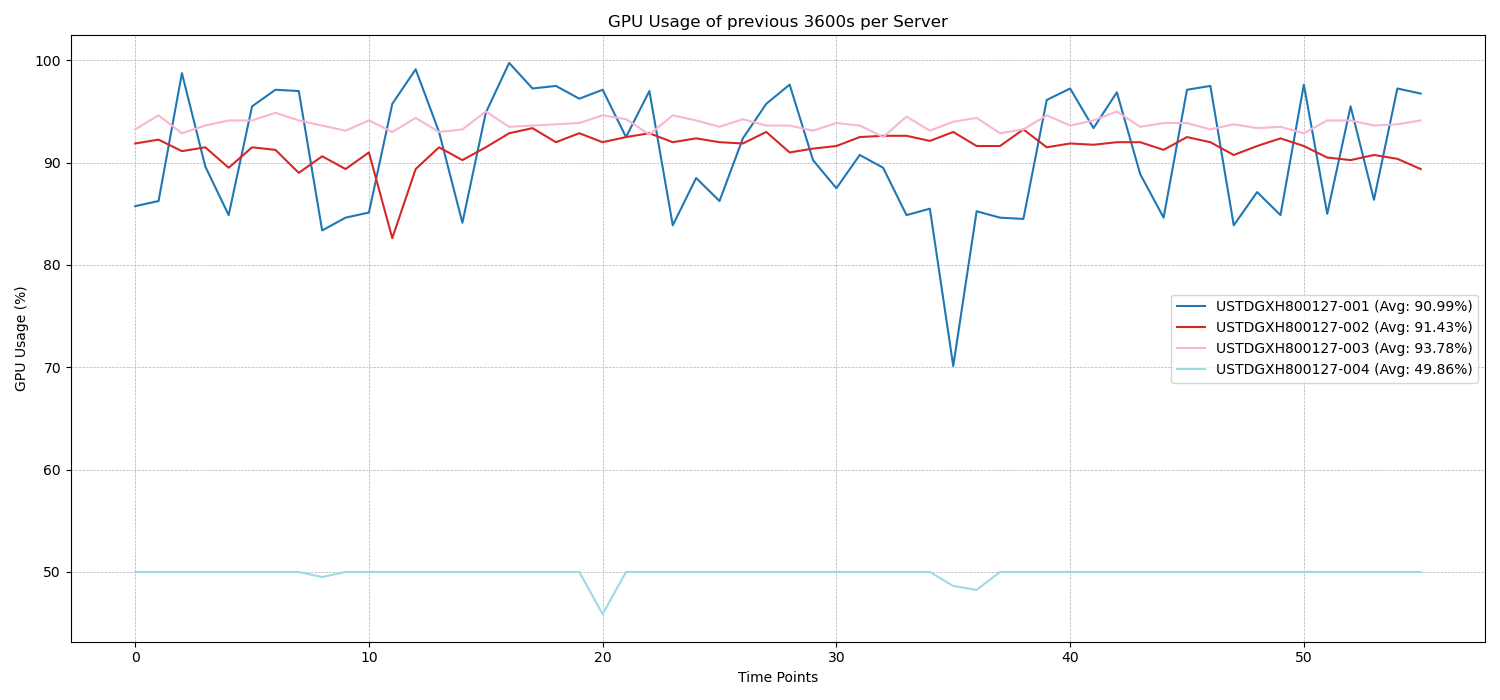 GPU Usage of previous 3600s per Server
GPU Usage (%)
100
90
80
70
60
50
USTDGXH800127-001 (Avg: 90.99%)
USTDGXH800127-002 (Avg: 91.43%)
USTDGXH800127-003 (Avg: 93.78%)
USTDGXH800127-004 (Avg: 49.86%)
0 10 20 30 40 50
Time Points